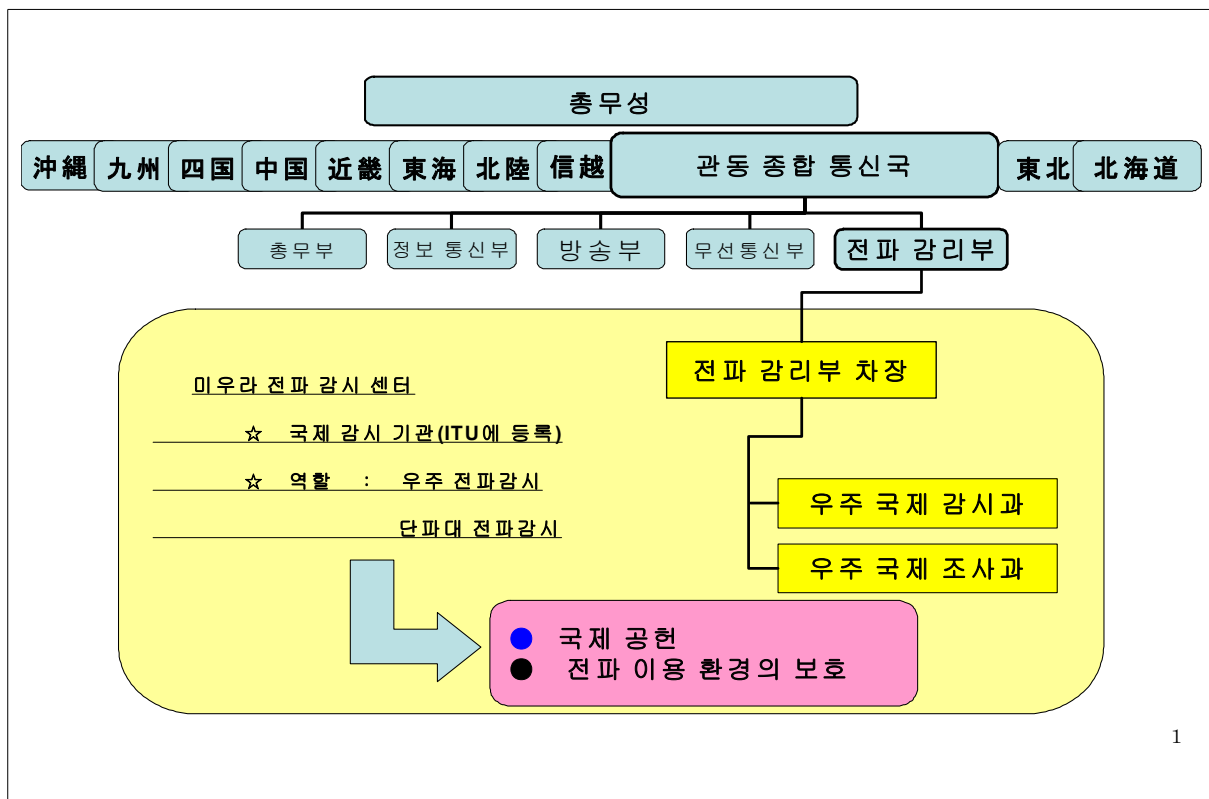 총무성
沖縄 九州 四国 中国 近畿 東海 北陸 信越 관동 종합 통신국 東北 北海道
총무부 정보 통신부 방송부 무선통신부 전파 감리부
전파 감리부 차장
미우라 전파 감시 센터
☆ 국제 감시 기관(ITU에 등록)
☆ 역할 : 우주 전파감시
단파대 전파감시
우주 국제 감시과
우주 국제 조사과
● 국제 공헌
● 전파 이용 환경의 보호
1